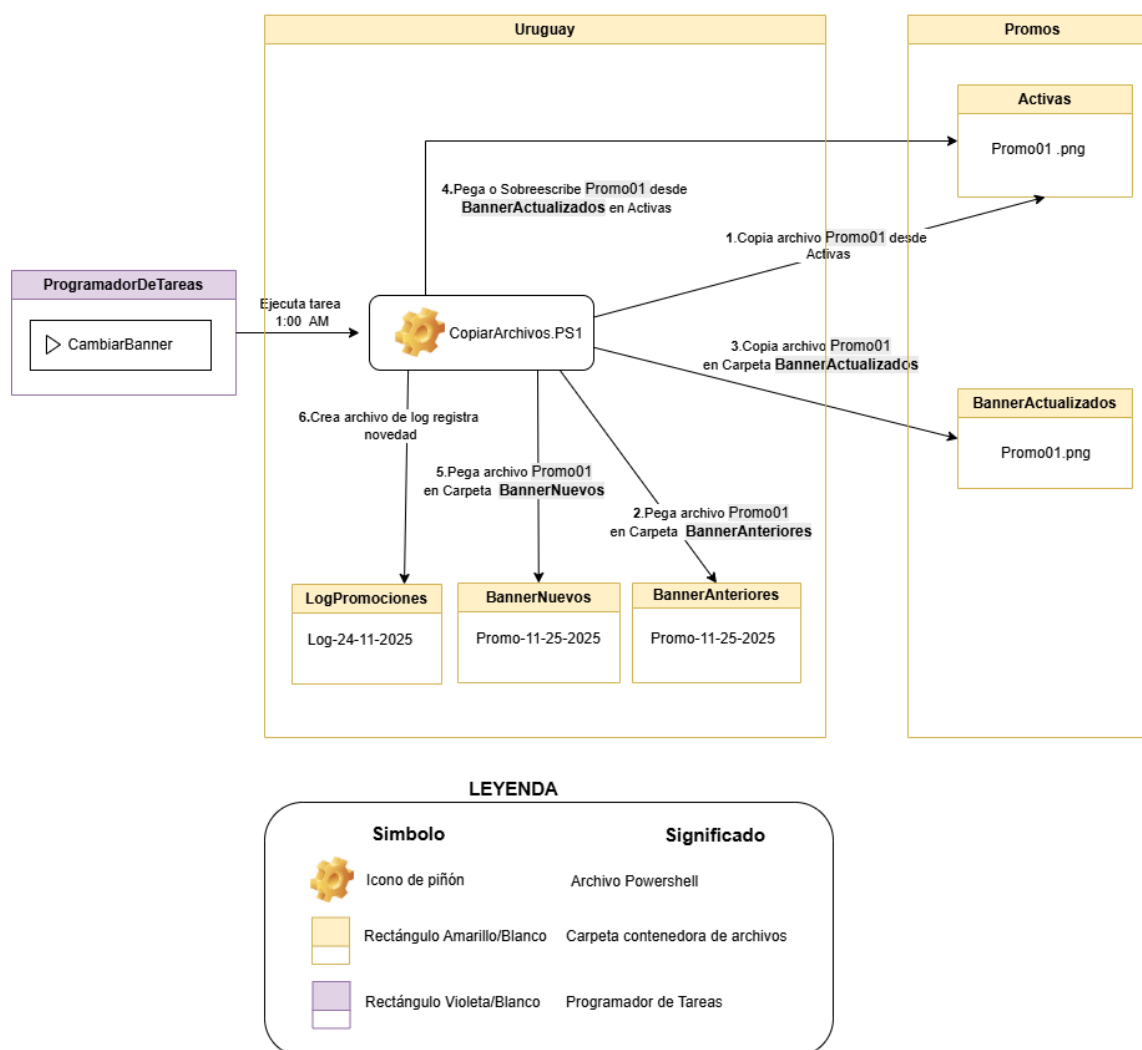 Uruguay
Promos
Activas
Promo01 .png
4.Pega o Sobreescribe Promo01 desde
BannerActualizados en Activas
1.Copia archivo Promo01 desde
Activas
ProgramadorDeTareas
CambiarBanner
Ejecuta tarea
1:00 AM
CopiarArchivos.PS1
3.Copia archivo Promo01
en Carpeta BannerActualizados
BannerActualizados
Promo01.png
6.Crea archivo de log registra
novedad
5.Pega archivo Promo01
en Carpeta BannerNuevos
2.Pega archivo Promo01
en Carpeta BannerAnteriores
LogPromociones
Log-24-11-2025
BannerNuevos
Promo-11-25-2025
BannerAnteriores
Promo-11-25-2025
LEYENDA
Simbolo
Significado
Icono de piñón
Archivo Powershell
Rectángulo Amarillo/Blanco
Carpeta contenedora de archivos
Rectángulo Violeta/Blanco
Programador de Tareas